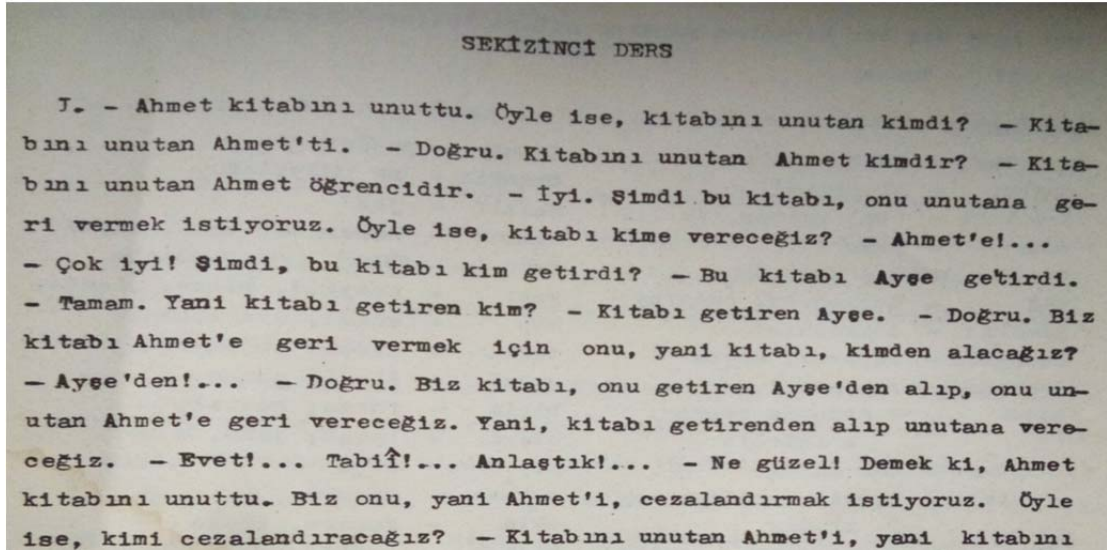 SEKİZİNCİ DERS
J. - Ahmet kitabını unuttu. Öyle ise, kitabını unutan kimdi? - Kita-
bını unutan Ahmet'ti. - Doğru. Kitabını unutan Ahmet kimdir? - Kita-
bını unutan Ahmet öğrencidir. - İyi. Şimdi bu kitabı, onu unutana ge-
ri vermek istiyoruz. Öyle ise, kitabı kime vereceğiz? - Ahmet'e!...
- Çok iyi! Şimdi, bu kitabı kim getirdi? - Bu kitabı Ayşe getirdi.
- Tamam. Yani kitabı getiren kim? - Kitabı getiren Ayşe. - Doğru. Biz
kitabı Ahmet'e geri vermek için onu, yani kitabı, kimden alacağız?
- Ayşe'den!... - Doğru. Biz kitabı, onu getiren Ayşe'den alıp, onu un-
utan Ahmet'e geri vereceğiz. Yani, kitabı getirenden alıp unutana vere-
ceğiz. - Evet!... Tabiî!... Anlaştık!... - Ne güzel! Demek ki, Ahmet
kitabını unuttu. Biz onu, yani Ahmet'i, cezalandırmak istiyoruz. Öyle
ise, kimi cezalandıracağız? - Kitabını unutan Ahmet'i, yani kitabını